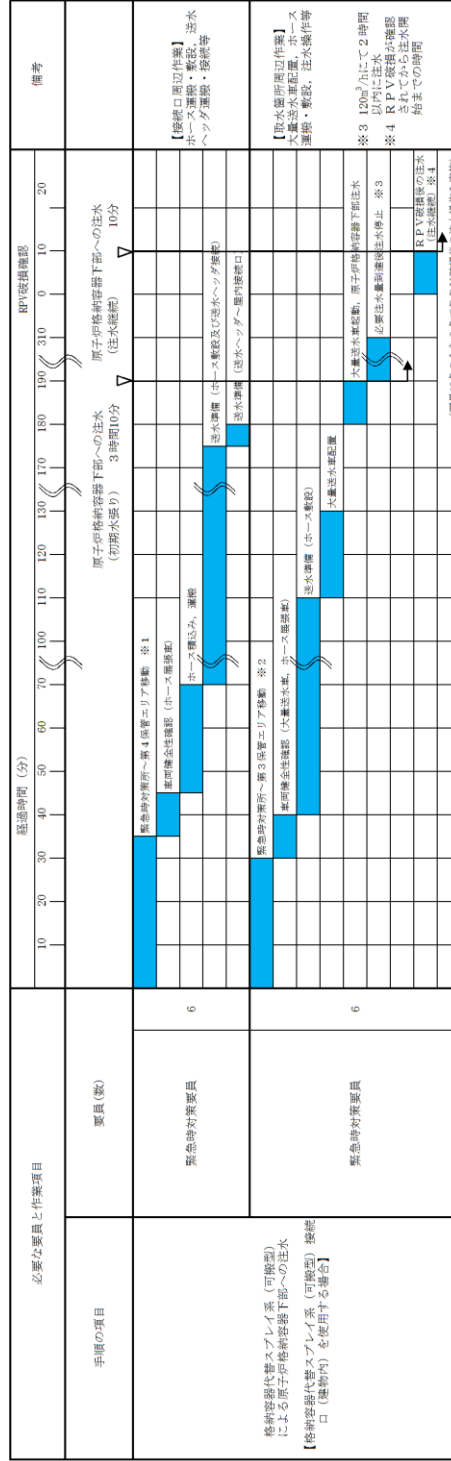 必要な要員と作業項目
経過時間（分）
備考
手順の項目
要員(数)
10 20 30 40 50 60 70 100 110 120 130 170 180 190 310 0 10 20
RPV破損確認
原子炉格納容器下部への注水
（初期水張り） 3時間10分
原子炉格納容器下部への注水
（注水継続） 10分
格納容器代替スプレイ系（可搬型）
による原子炉格納容器下部への注水
【格納容器代替スプレイ系（可搬型）接続
口（建物内）を使用する場合】
緊急時対策要員
6
緊急時対策所～第４保管エリア移動 ※１
車両健全性確認（ホース展張車）
ホース積込み，運搬
送水準備（ホース敷設及び送水ヘッダ接続）
送水準備（送水ヘッダ～屋内接続口）
【接続口周辺作業】
ホース運搬・敷設，送水
ヘッダ運搬・接続等
緊急時対策要員
6
緊急時対策所～第３保管エリア移動 ※２
車両健全性確認（大量送水車，ホース展張車）
送水準備（ホース敷設）
大量送水車配置
大量送水車起動，原子炉格納容器下部注水
必要注水量到達後注水停止 ※３
ＲＰＶ破損後の注水
（注水継続）※４
【取水箇所周辺作業】
大量送水車配置，ホース
運搬・敷設，注水操作等
※３ 120m³/hにて２時間
以内に注水
※４ ＲＰＶ破損が確認
されてから注水開
始までの時間